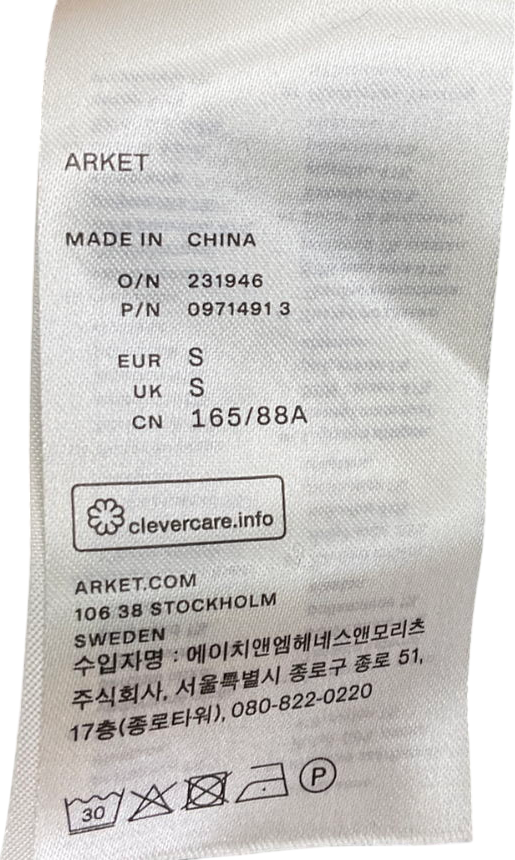 ARKET
MADE IN CHINA
O/N 231946
P/N 0971491 3
EUR S
UK S
CN 165/88A
clevercare.info
ARKET.COM
106 38 STOCKHOLM
SWEDEN
수입자명 : 에이치앤엠헤네스앤모리츠
주식회사, 서울특별시 종로구 종로 51,
17층(종로타워), 080-822-0220
30 P